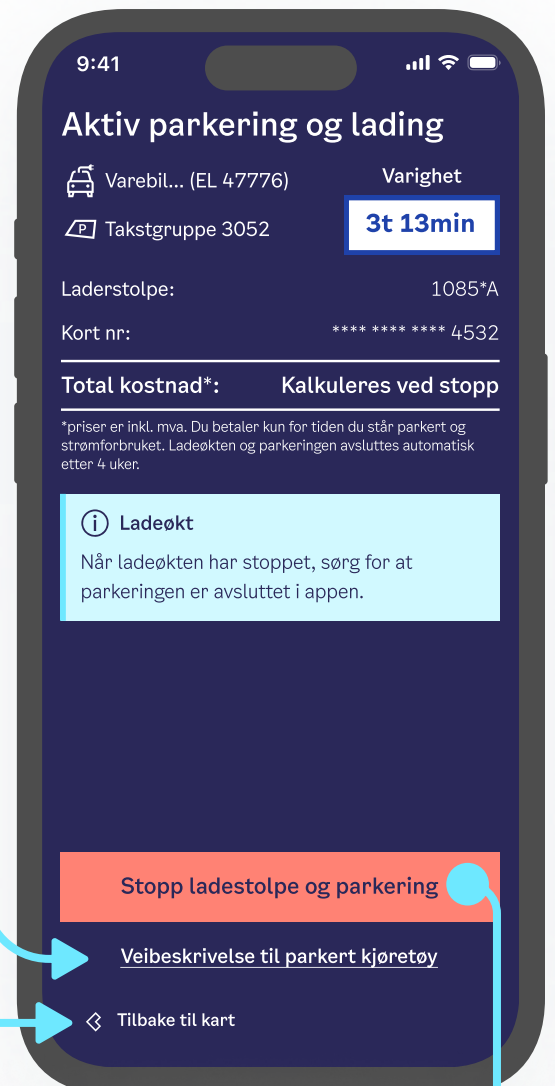 9:41
Aktiv parkering og lading
Varebil... (EL 47776)
Varighet
3t 13min
P Takstgruppe 3052
Laderstolpe: 1085*A
Kort nr: **** **** **** 4532
Total kostnad*: Kalkuleres ved stopp
*priser er inkl. mva. Du betaler kun for tiden du står parkert og
strømforbruket. Ladeøkten og parkeringen avsluttes automatisk
etter 4 uker.
Ladeøkt
Når ladeøkten har stoppet, sørg for at
parkeringen er avsluttet i appen.
Stopp ladestolpe og parkering
Veibeskrivelse til parkert kjøretøy
Tilbake til kart